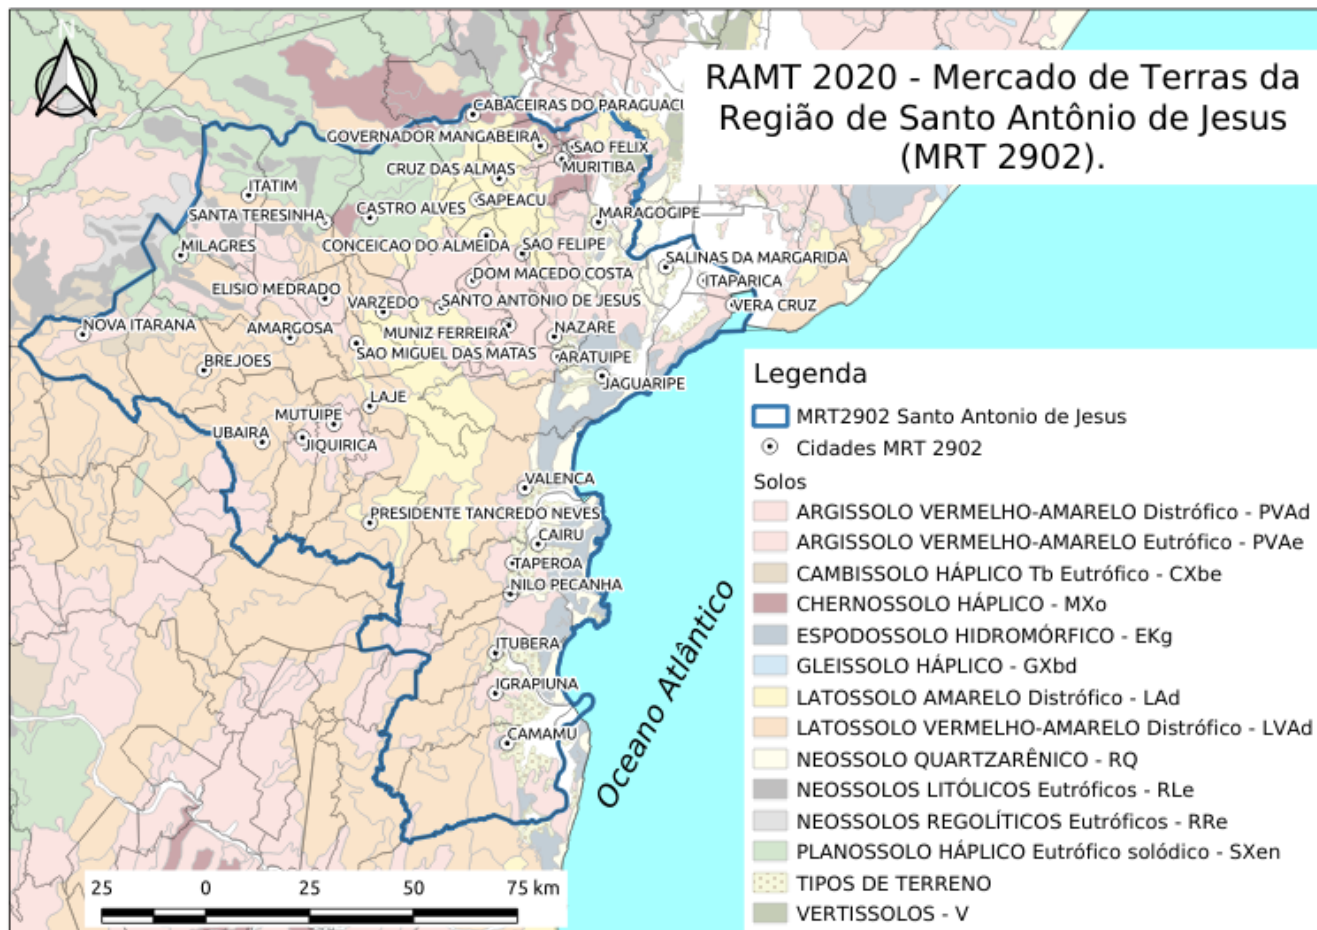 N
RAMT 2020 - Mercado de Terras da
Região de Santo Antônio de Jesus
(MRT 2902).
CABACEIRAS DO PARAGUACU
GOVERNADOR MANGABEIRA
SAO FELIX
MURITIBA
CRUZ DAS ALMAS
ITATIM
SAPEACU
SANTA TERESINHA
CASTRO ALVES
MARAGOGIPE
MILAGRES
CONCEICAO DO ALMEIDA
SAO FELIPE
SALINAS DA MARGARIDA
DOM MACEDO COSTA
ITAPARICA
ELISIO MEDRADO
VARZEDO
SANTO ANTONIO DE JESUS
VERA CRUZ
NOVA ITARANA
AMARGOSA
MUNIZ FERREIRA
NAZARE
SAO MIGUEL DAS MATAS
ARATUIPE
BREJOES
JAGUARIPE
LAJE
MUTUIPE
UBAIRA
JIQUIRICA
VALENCA
PRESIDENTE TANCREDO NEVES
CAIRU
TAPEROA
NILO PECANHA
ITUBERA
IGRAPIUNA
CAMAMU
Oceano Atlântico
Legenda
MRT2902 Santo Antonio de Jesus
Cidades MRT 2902
Solos
ARGISSOLO VERMELHO-AMARELO Distrófico - PVAd
ARGISSOLO VERMELHO-AMARELO Eutrófico - PVAe
CAMBISSOLO HÁPLICO Tb Eutrófico - CXbe
CHERNOSSOLO HÁPLICO - MXo
ESPODOSSOLO HIDROMÓRFICO - EKg
GLEISSOLO HÁPLICO - GXbd
LATOSSOLO AMARELO Distrófico - LAd
LATOSSOLO VERMELHO-AMARELO Distrófico - LVAd
NEOSSOLO QUARTZARÊNICO - RQ
NEOSSOLOS LITÓLICOS Eutróficos - RLe
NEOSSOLOS REGOLÍTICOS Eutróficos - RRe
PLANOSSOLO HÁPLICO Eutrófico solódico - SXen
TIPOS DE TERRENO
VERTISSOLOS - V
25 0 25 50 75 km